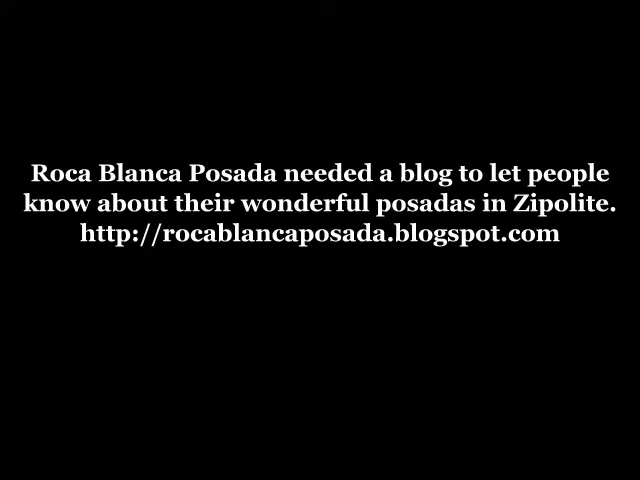 Roca Blanca Posada needed a blog to let people
know about their wonderful posadas in Zipolite.
http://rocablancaposada.blogspot.com